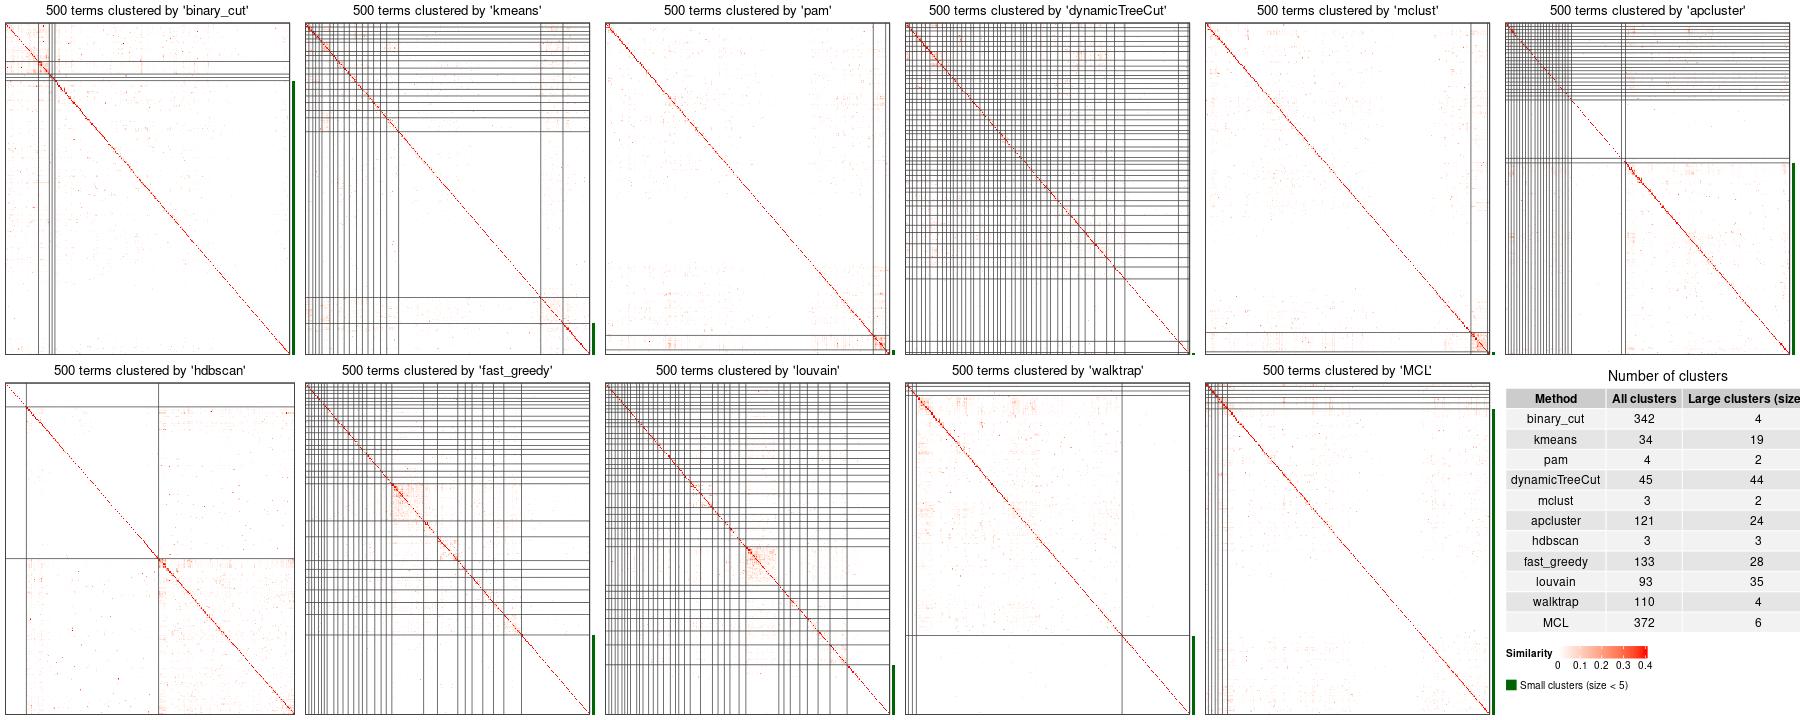 500 terms clustered by 'binary_cut'
500 terms clustered by 'kmeans'
500 terms clustered by 'pam'
500 terms clustered by 'dynamicTreeCut'
500 terms clustered by 'mclust'
500 terms clustered by 'apcluster'
500 terms clustered by 'hdbscan'
500 terms clustered by 'fast_greedy'
500 terms clustered by 'louvain'
500 terms clustered by 'walktrap'
500 terms clustered by 'MCL'
Number of clusters
Method All clusters Large clusters (size
binary_cut 342 4
kmeans 34 19
pam 4 2
dynamicTreeCut 45 44
mclust 3 2
apcluster 121 24
hdbscan 3 3
fast_greedy 133 28
louvain 93 35
walktrap 110 4
MCL 372 6
Similarity
0 0.1 0.2 0.3 0.4
Small clusters (size < 5)